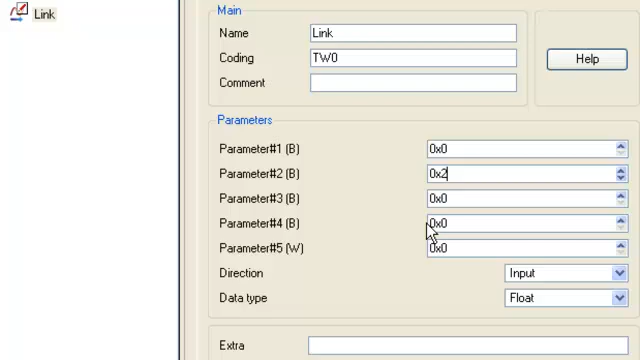 Link
Main
Name Link
Coding TW0
Comment
Help
Parameters
Parameter#1 (B) 0x0
Parameter#2 (B) 0x2
Parameter#3 (B) 0x0
Parameter#4 (B) 0x0
Parameter#5 (W) 0x0
Direction Input
Data type Float
Extra